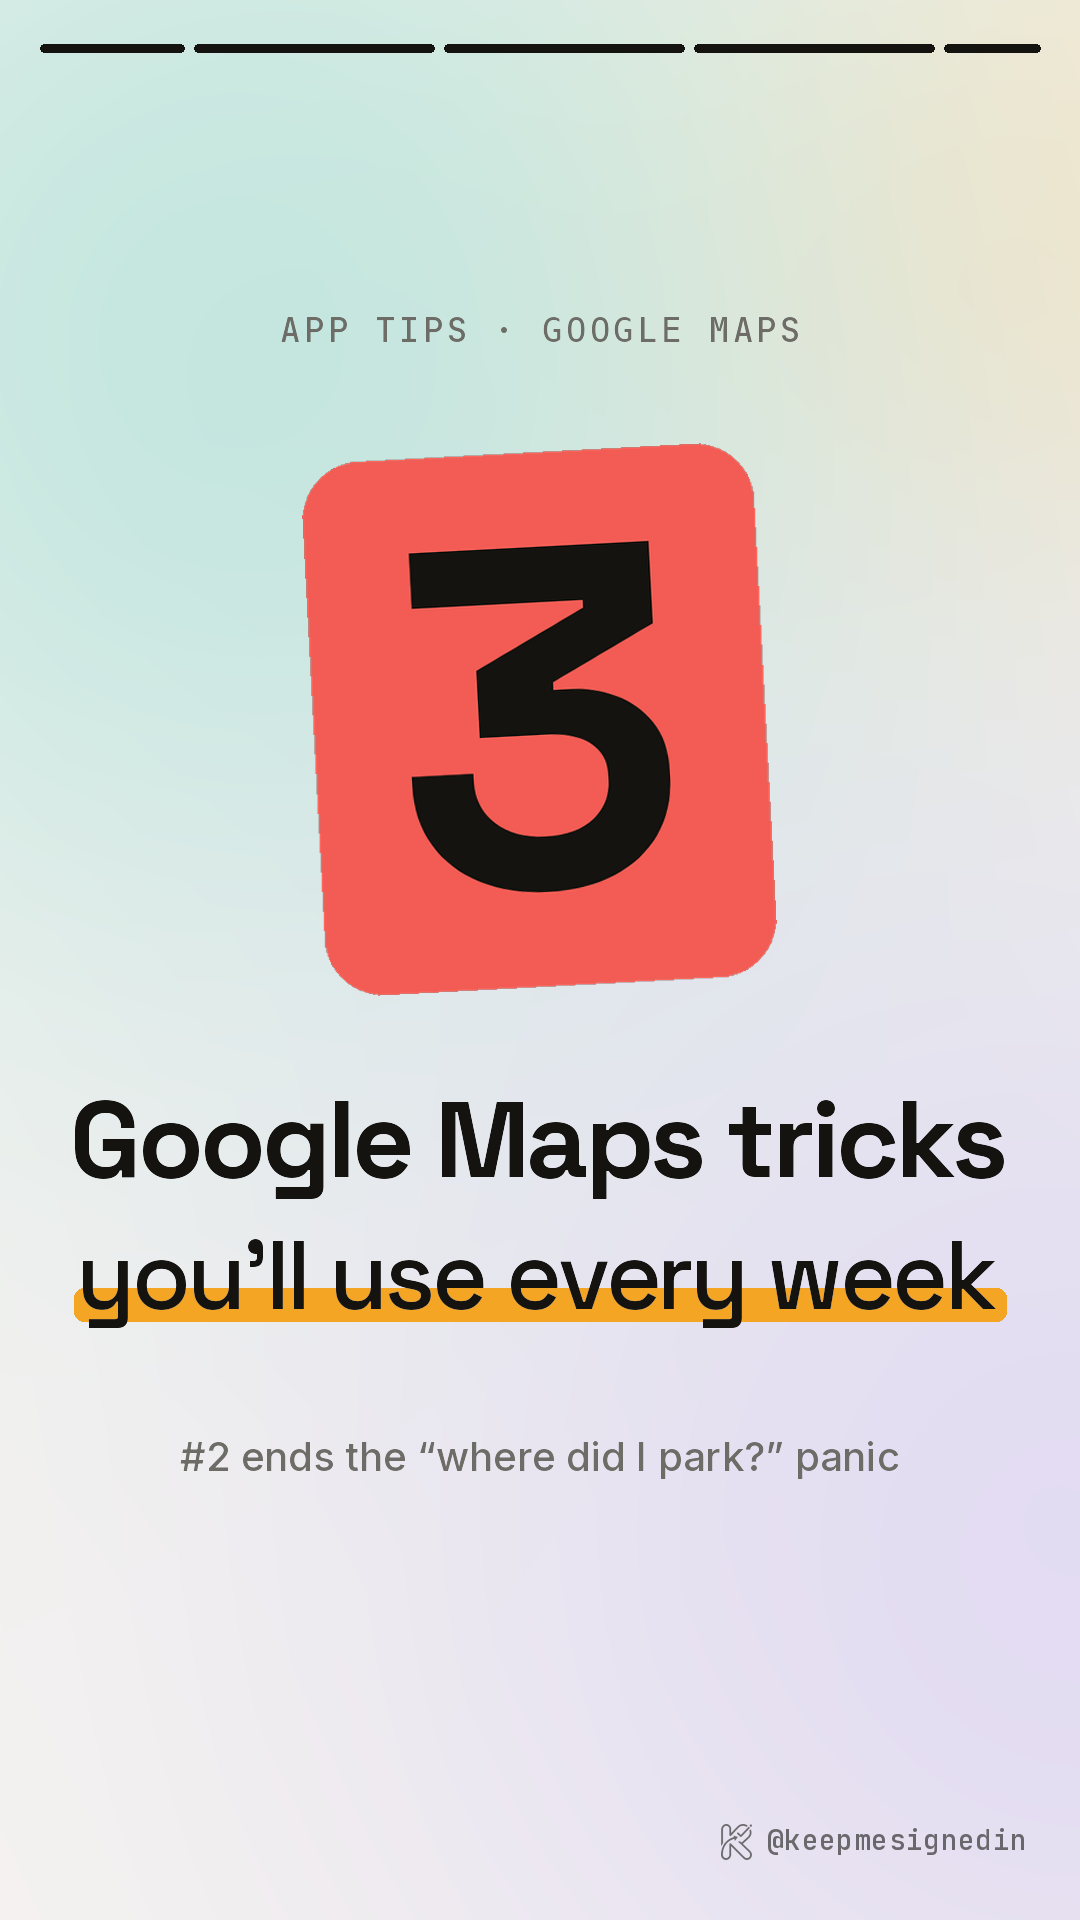 APP TIPS · GOOGLE MAPS
3
Google Maps tricks
you’ll use every week
#2 ends the “where did I park?” panic
@keepmesignedin